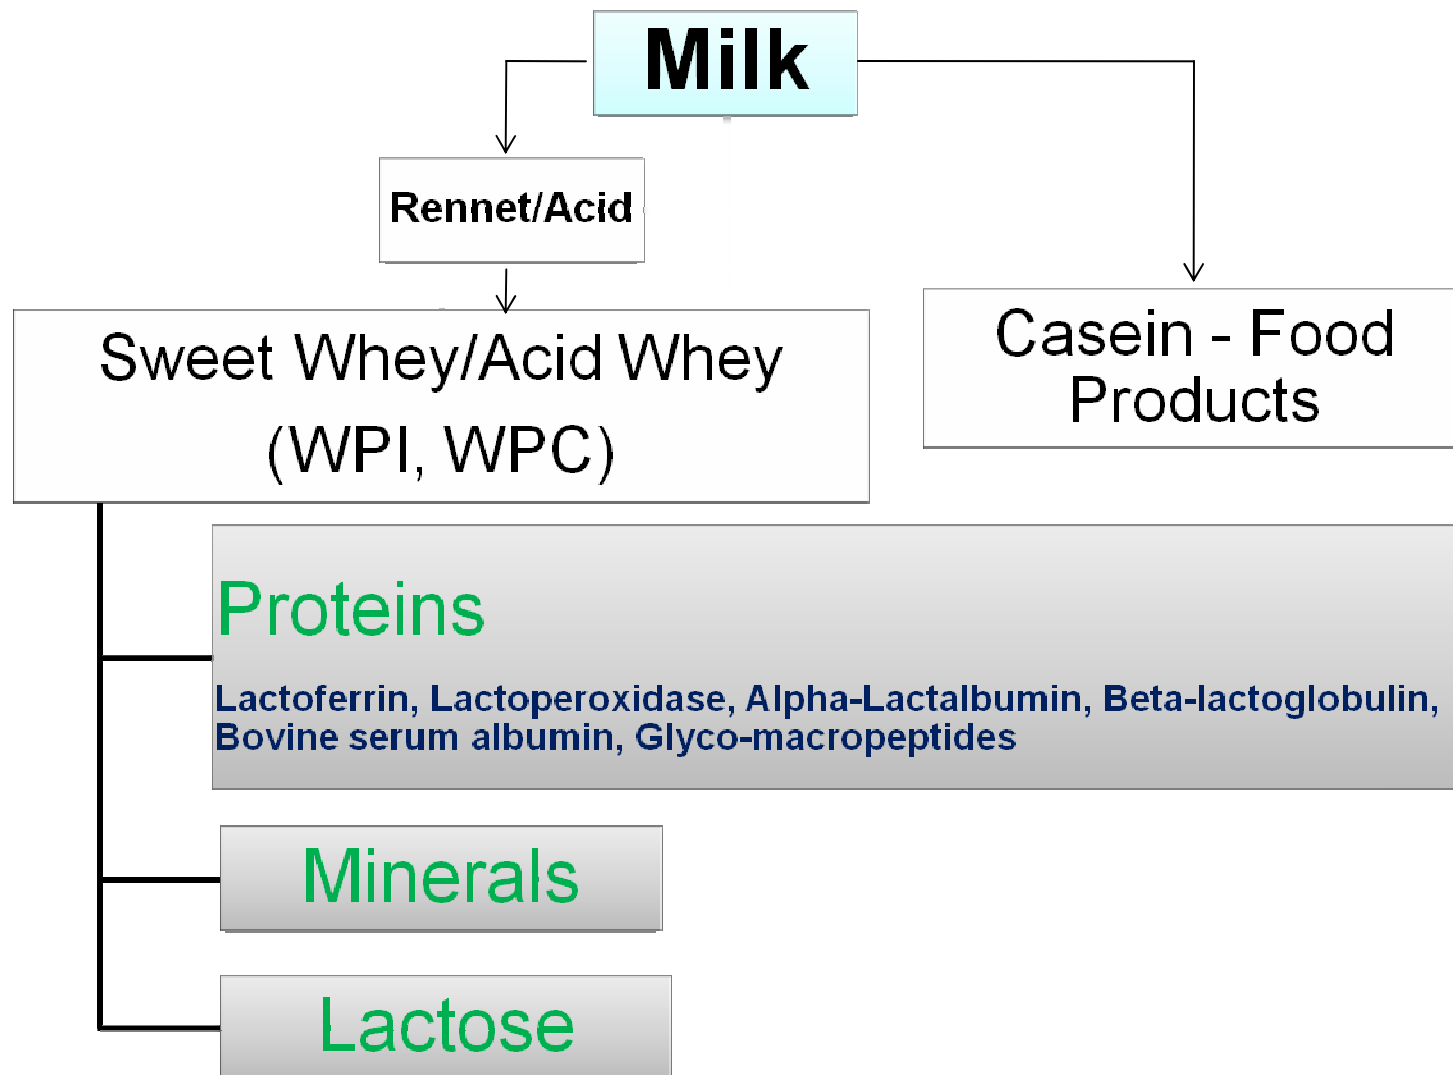 Milk
Rennet/Acid
Sweet Whey/Acid Whey
(WPI, WPC)
Casein - Food
Products
Proteins
Lactoferrin, Lactoperoxidase, Alpha-Lactalbumin, Beta-lactoglobulin,
Bovine serum albumin, Glyco-macropeptides
Minerals
Lactose